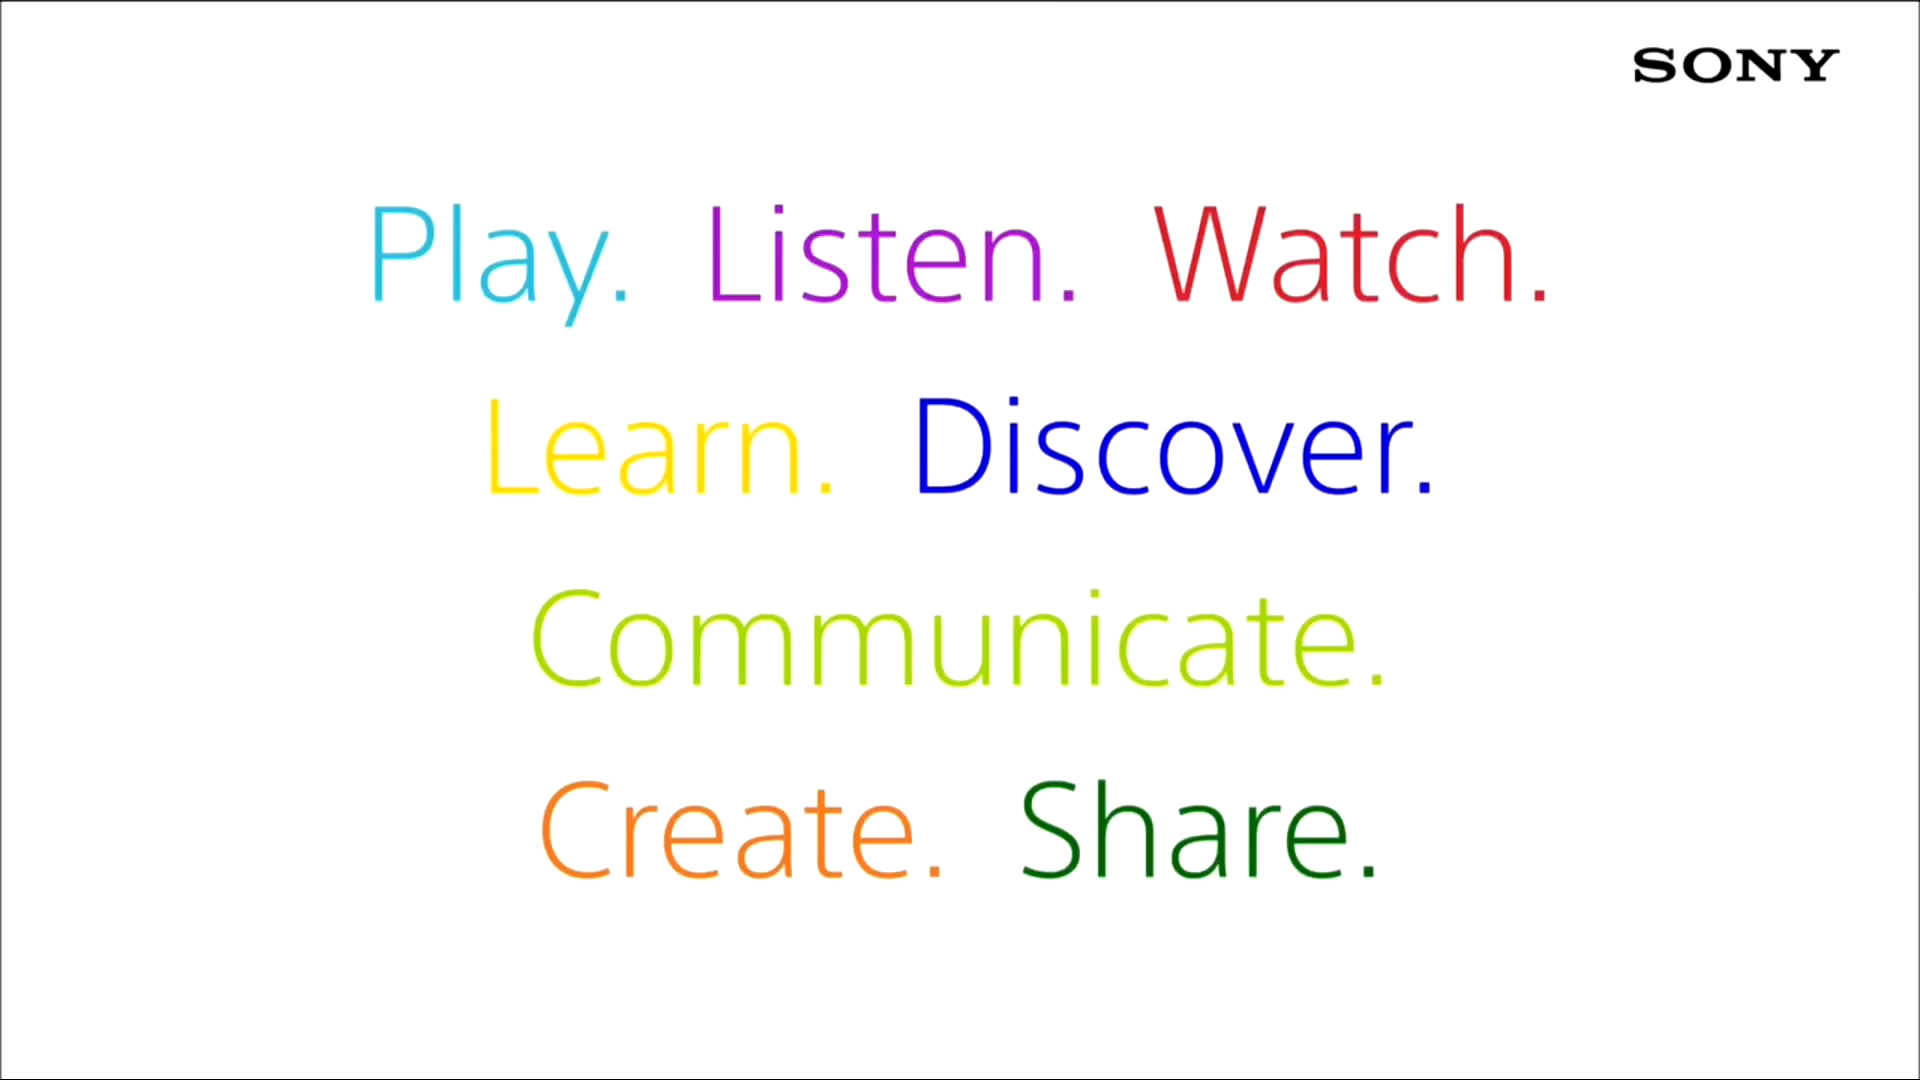 SONY
Play. Listen. Watch.
Learn. Discover.
Communicate.
Create. Share.